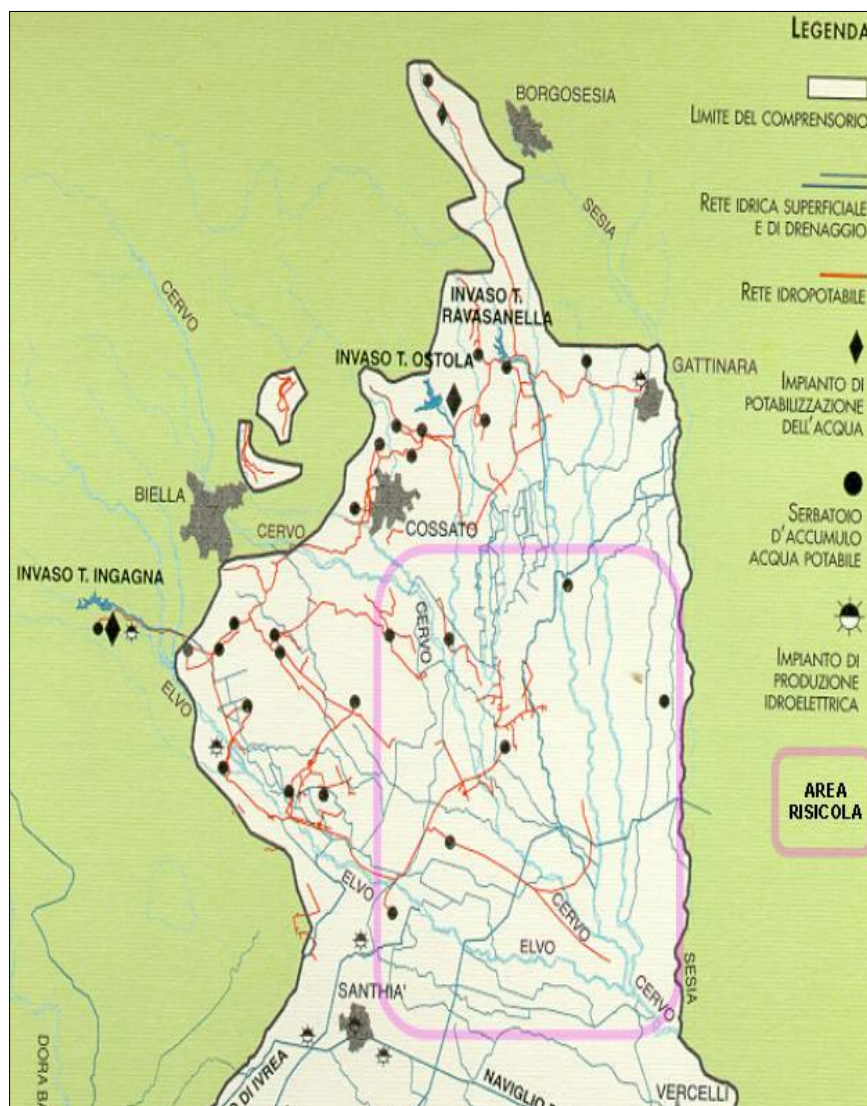 LEGENDA
BORGOSESIA
LIMITE DEL COMPRENSORIO
SESIA
RETE IDRICA SUPERFICIALE
E DI DRENAGGIO
CERVO
RETE IDROPOTABILE
INVASO T.
RAVASANELLA
INVASO T. OSTOLA
GATTINARA
IMPIANTO DI
POTABILIZZAZIONE
DELL'ACQUA
BIELLA
CERVO
COSSATO
SERBATOIO
D'ACCUMULO
ACQUA POTABILE
INVASO T. INGAGNA
CERVO
ELVO
IMPIANTO DI
PRODUZIONE
IDROELETTRICA
AREA
RISICOLA
ELVO
CERVO
ELVO
SESIA
SANTHIA'
CERVO
DORA BA
O DI IVREA
NAVIGLIO
VERCELLI